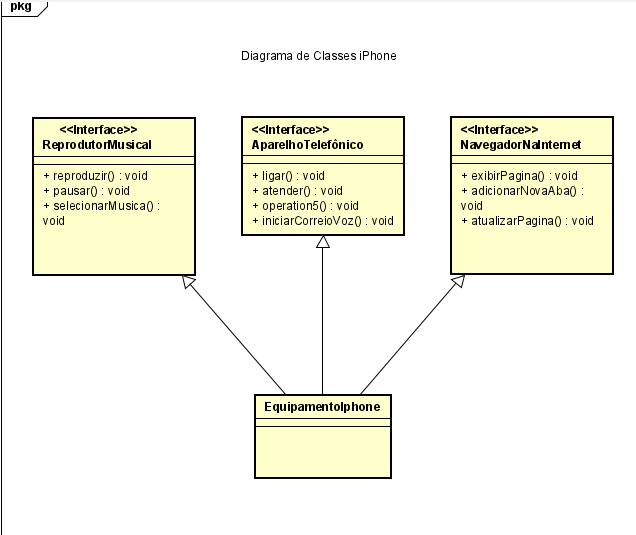 pkg
Diagrama de Classes iPhone
<<Interface>>
ReprodutorMusical
+ reproduzir() : void
+ pausar() : void
+ selecionarMusica() :
void
<<Interface>>
AparelhoTelefônico
+ ligar() : void
+ atender() : void
+ operation5() : void
+ iniciarCorreioVoz() : void
<<Interface>>
NavegadorNaInternet
+ exibirPagina() : void
+ adicionarNovaAba() :
void
+ atualizarPagina() : void
EquipamentoIphone